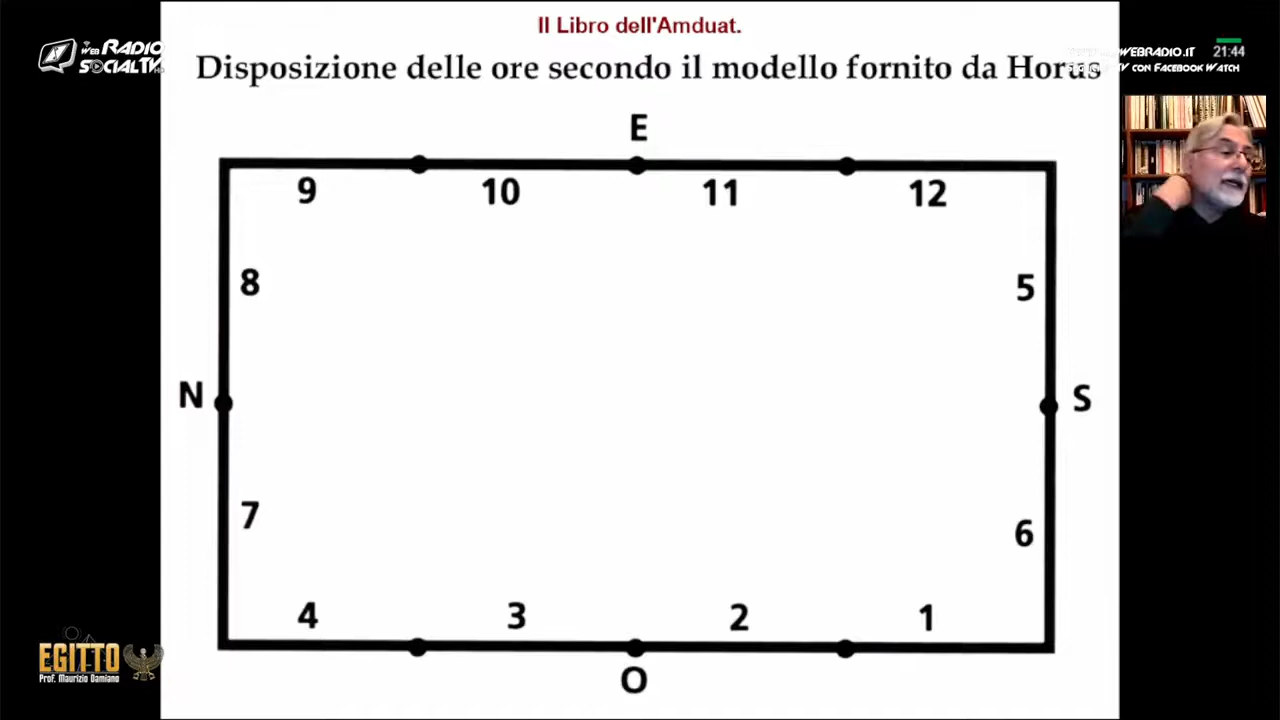 Il Libro dell'Amduat.
Disposizione delle ore secondo il modello fornito da Horus
WEB RADIO
SOCIALTV
WEBRADIO.IT
TV CON FACEBOOK WATCH
21:44
E
9 10 11 12
8 5
N S
7 6
4 3 2 1
O
EGITTO
Prof. Maurizio Damiano